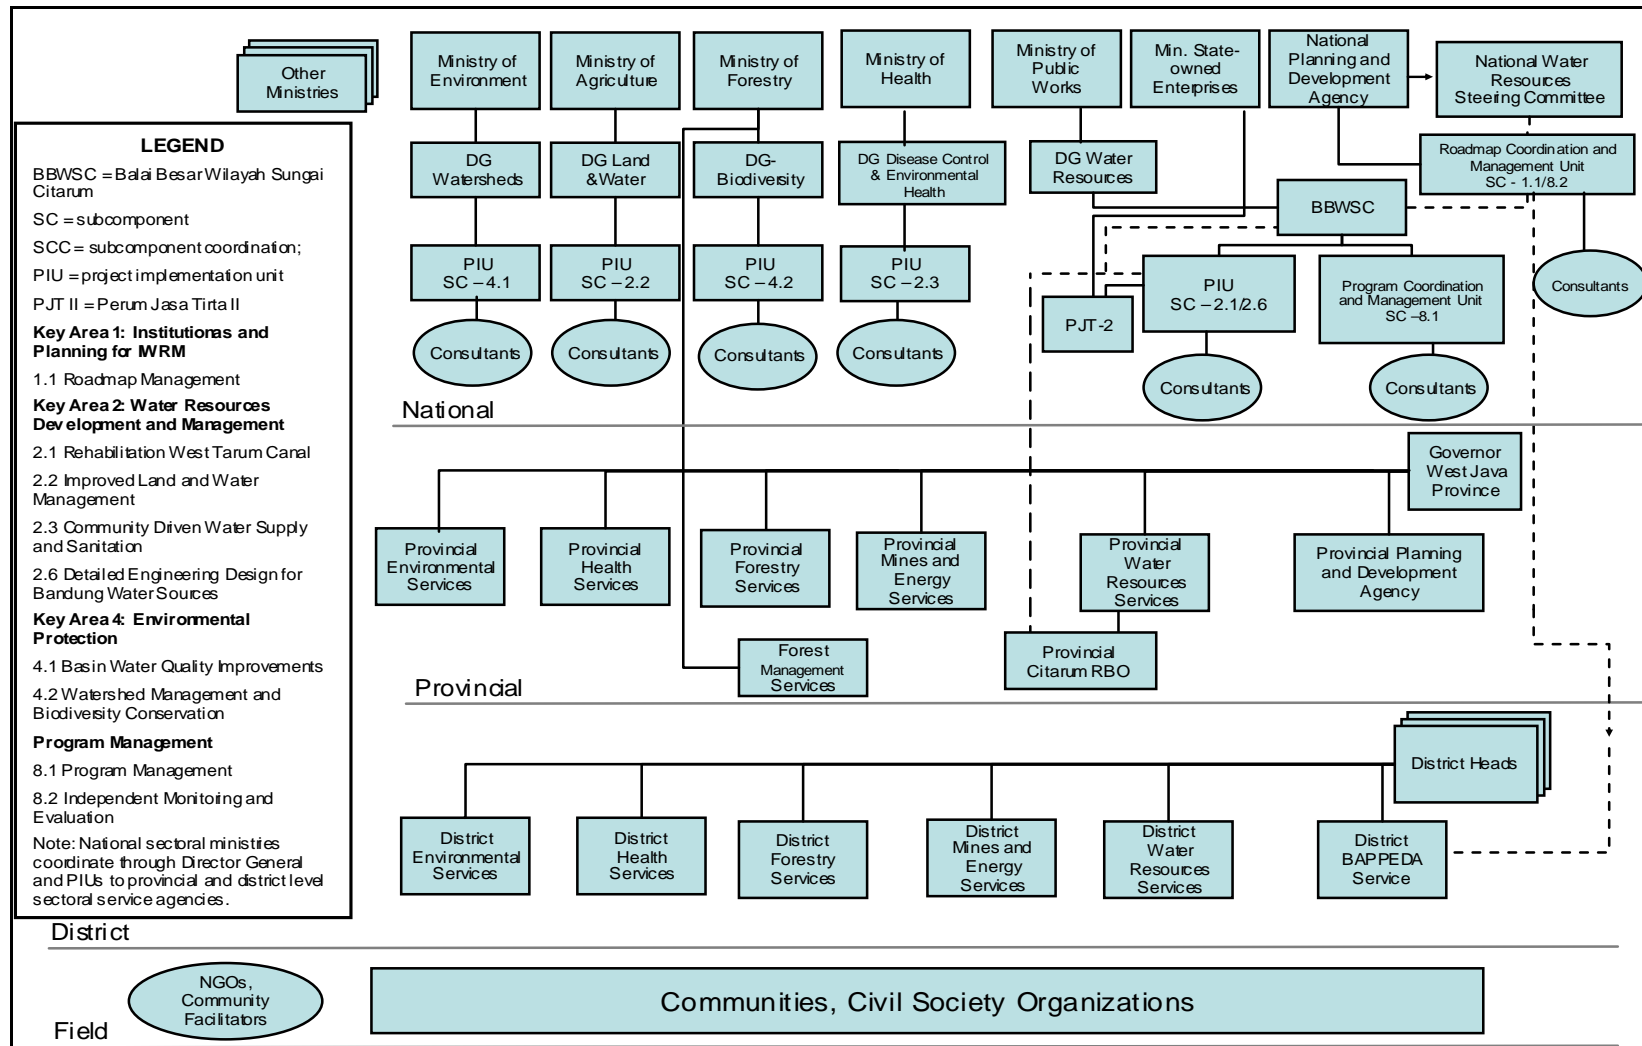 Other
Ministries
Ministry of
Environment
Ministry of
Agriculture
Ministry of
Forestry
Ministry of
Health
Ministry of
Public
Works
Min. State-
owned
Enterprises
National
Planning and
Development
Agency
National Water
Resources
Steering Committee
DG
Watersheds
DG Land
&Water
DG-
Biodiversity
DG Disease Control
& Environmental
Health
DG Water
Resources
Roadmap Coordination and
Management Unit
SC - 1.1/8.2
BBWSC
PIU
SC – 4.1
PIU
SC – 2.2
PIU
SC – 4.2
PIU
SC – 2.3
PJT-2
PIU
SC – 2.1/2.6
Program Coordination
and Management Unit
SC –8.1
Consultants
Consultants
Consultants
Consultants
Consultants
Consultants
Consultants
National
LEGEND
BBWSC = Balai Besar Wilayah Sungai
Citarum
SC = subcomponent
SCC = subcomponent coordination;
PIU = project implementation unit
PJT II = Perum Jasa Tirta II
Key Area 1: Institutionas and
Planning for IWRM
1.1 Roadmap Management
Key Area 2: Water Resources
Development and Management
2.1 Rehabilitation West Tarum Canal
2.2 Improved Land and Water
Management
2.3 Community Driven Water Supply
and Sanitation
2.6 Detailed Engineering Design for
Bandung Water Sources
Key Area 4: Environmental
Protection
4.1 Basin Water Quality Improvements
4.2 Watershed Management and
Biodiversity Conservation
Program Management
8.1 Program Management
8.2 Independent Monitoring and
Evaluation
Note: National sectoral ministries
coordinate through Director General
and PIUs to provincial and district level
sectoral service agencies.
Governor
West Java
Province
Provincial
Environmental
Services
Provincial
Health
Services
Provincial
Forestry
Services
Provincial
Mines and
Energy
Services
Provincial
Water
Resources
Services
Provincial Planning
and Development
Agency
Forest
Management
Services
Provincial
Citarum RBO
Provincial
District Heads
District
Environmental
Services
District
Health
Services
District
Forestry
Services
District
Mines and
Energy
Services
District
Water
Resources
Services
District
BAPPEDA
Service
District
NGOs,
Community
Facilitators
Communities, Civil Society Organizations
Field